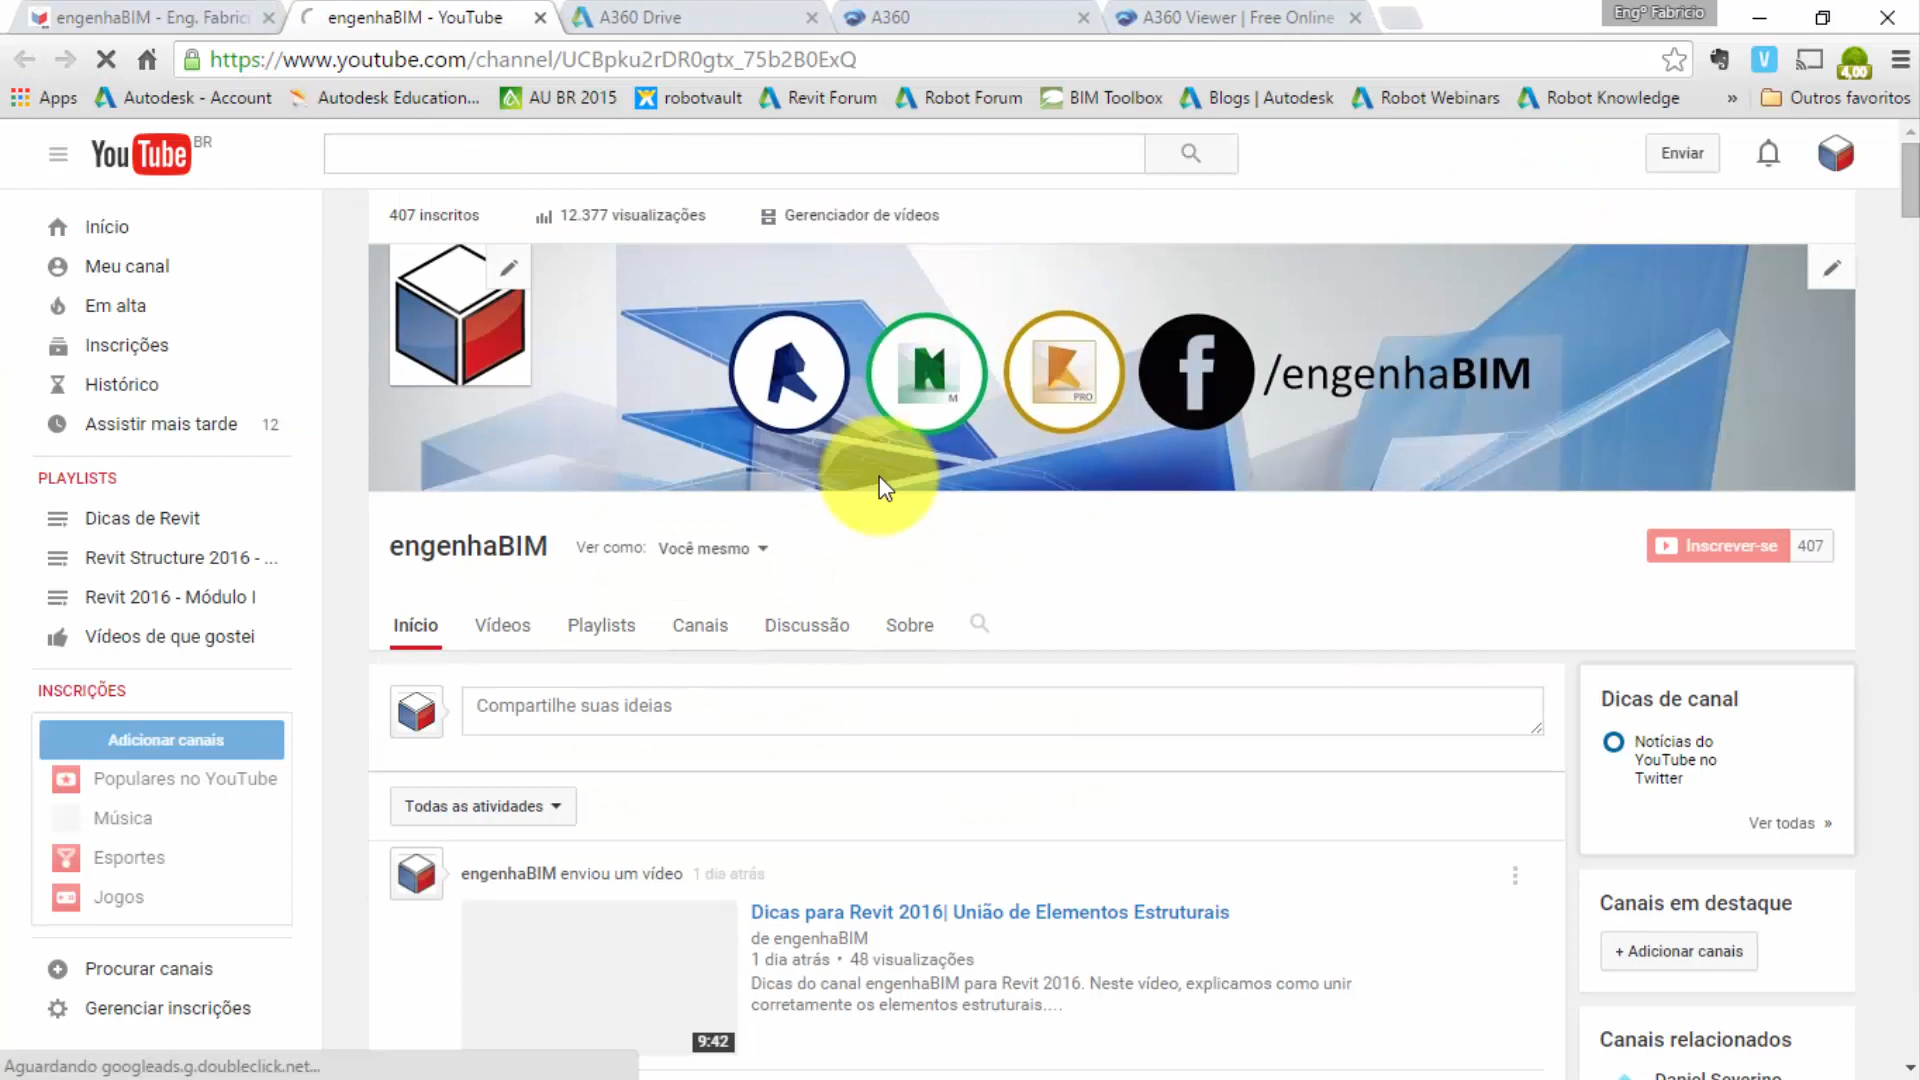 engenhaBIM - Eng. Fabrici
engenhaBIM - YouTube
A360 Drive
A360
A360 Viewer | Free Online
Engº Fabricio
https://www.youtube.com/channel/UCBpku2rDR0gtx_75b2B0ExQ
V
4,00
Apps
Autodesk - Account
Autodesk Education...
AU BR 2015
robotvault
Revit Forum
Robot Forum
BIM Toolbox
Blogs | Autodesk
Robot Webinars
Robot Knowledge
»
Outros favoritos
YouTube BR
Enviar
Início
Meu canal
Em alta
Inscrições
Histórico
Assistir mais tarde 12
PLAYLISTS
Dicas de Revit
Revit Structure 2016 - ...
Revit 2016 - Módulo I
Vídeos de que gostei
INSCRIÇÕES
Adicionar canais
Populares no YouTube
Música
Esportes
Jogos
Procurar canais
Gerenciar inscrições
407 inscritos
12.377 visualizações
Gerenciador de vídeos
R
N
M
R
PRO
f
/engenhaBIM
engenhaBIM
Ver como: Você mesmo
Inscrever-se 407
Início
Vídeos
Playlists
Canais
Discussão
Sobre
Compartilhe suas ideias
Todas as atividades
engenhaBIM enviou um vídeo 1 dia atrás
9:42
Dicas para Revit 2016| União de Elementos Estruturais
de engenhaBIM
1 dia atrás • 48 visualizações
Dicas do canal engenhaBIM para Revit 2016. Neste vídeo, explicamos como unir
corretamente os elementos estruturais....
Dicas de canal
Notícias do
YouTube no
Twitter
Ver todas »
Canais em destaque
+ Adicionar canais
Canais relacionados
Daniel Severino
Aguardando googleads.g.doubleclick.net...